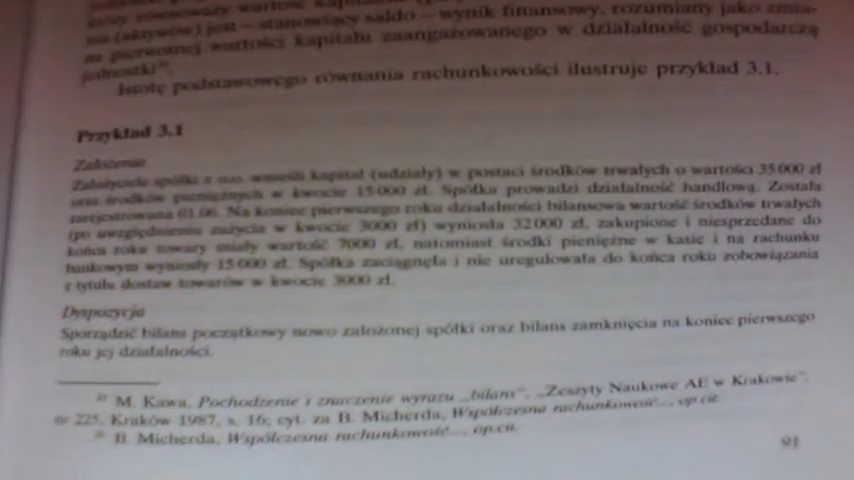 cesy równoważy wartość kapitałów
nia (aktywów) jest – stanowiący saldo – wynik finansowy, rozumiany jako zmia-
na pierwotnej wartości kapitału zaangażowanego w działalność gospodarczą
jednostki
Istotę podstawowego równania rachunkowości ilustruje przykład 3.1.
Przykład 3.1
Założenia
Założyciele spółki z o.o. wnieśli kapitał (udziały) w postaci środków trwałych o wartości 35 000 zł
oraz środków pieniężnych w kwocie 15 000 zł. Spółka prowadzi działalność handlową. Została
zarejestrowana 01.06. Na koniec pierwszego roku działalności bilansowa wartość środków trwałych
(po uwzględnieniu zużycia w kwocie 3000 zł) wyniosła 32 000 zł, zakupione i niesprzedane do
końca roku towary miały wartość 7000 zł, natomiast środki pieniężne w kasie i na rachunku
bankowym wyniosły 15 000 zł. Spółka zaciągnęła i nie uregulowała do końca roku zobowiązania
z tytułu dostaw towarów w kwocie 3000 zł.
Dyspozycja
Sporządzić bilans początkowy nowo założonej spółki oraz bilans zamknięcia na koniec pierwszego
roku jej działalności.
M. Kawa, Pochodzenie i znaczenie wyrazu „bilans”, „Zeszyty Naukowe AE w Krakowie”,
nr 225, Kraków 1987, s. 16; cyt. za B. Micherda, Współczesna rachunkowość..., op.cit.
B. Micherda, Współczesna rachunkowość..., op.cit.
91